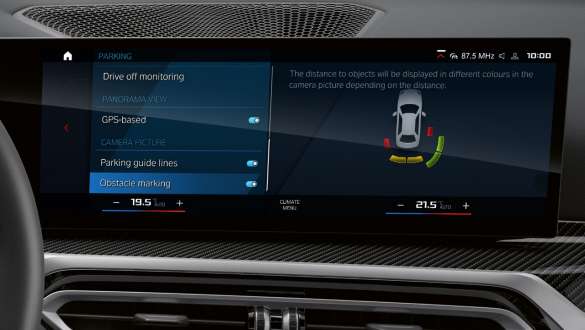 PARKING
87.5 MHz
10:00
Drive off monitoring
PANORAMA VIEW
GPS-based
CAMERA PICTURE
Parking guide lines
Obstacle marking
The distance to objects will be displayed in different colours in the
camera picture depending on the distance.
− 19.5 °C AUTO +
CLIMATE
MENU
− 21.5 °C AUTO +